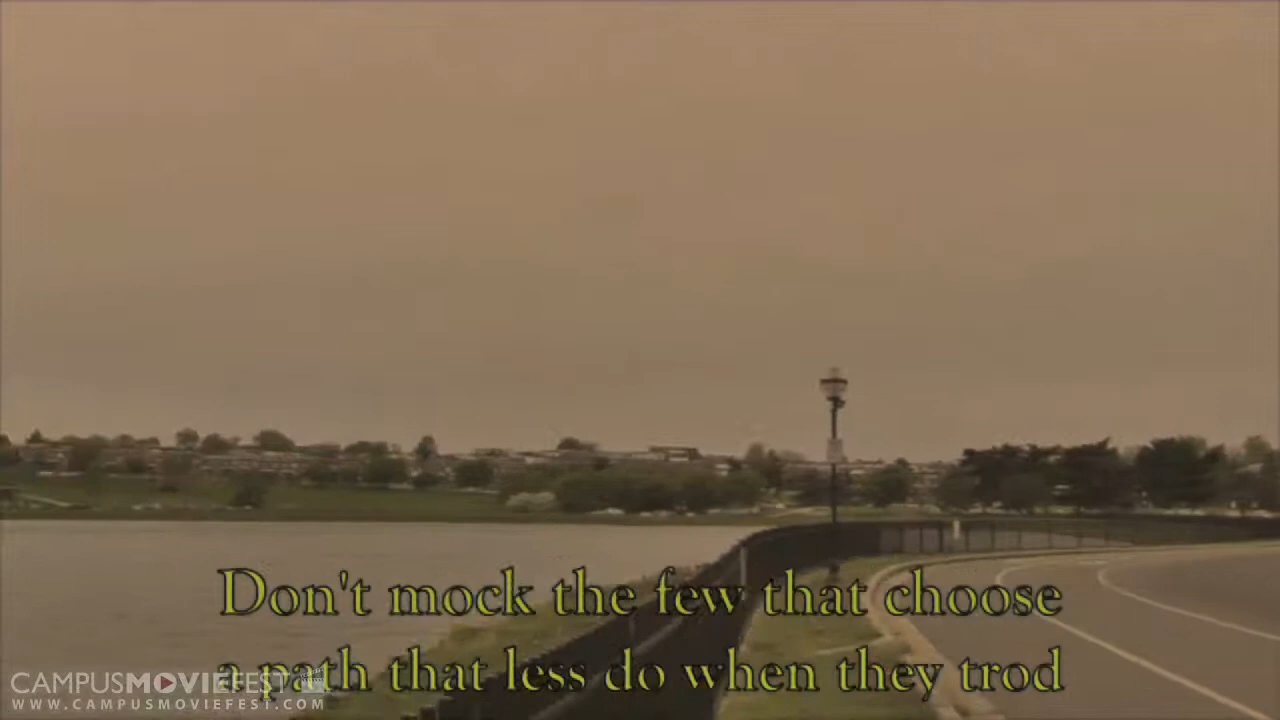 Don't mock the few that choose
a path that less do when they trod
CAMPUSMOVIEFEST
WWW.CAMPUSMOVIEFEST.COM